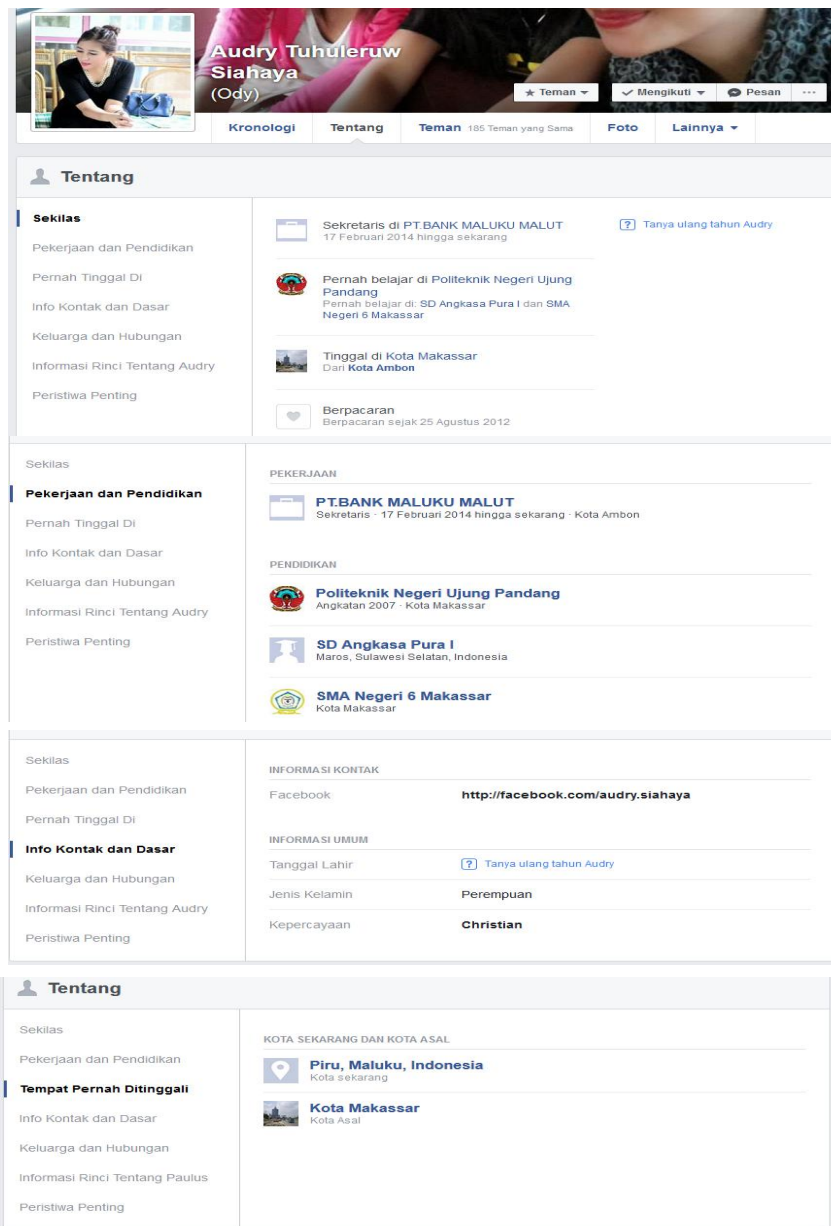 Audry Tuhuleruw
Siahaya
(Ody)
Teman
Mengikuti
Pesan
Kronologi
Tentang
Teman 185 Teman yang Sama
Foto
Lainnya
Tentang
Sekilas
Pekerjaan dan Pendidikan
Pernah Tinggal Di
Info Kontak dan Dasar
Keluarga dan Hubungan
Informasi Rinci Tentang Audry
Peristiwa Penting
Sekretaris di PT.BANK MALUKU MALUT
17 Februari 2014 hingga sekarang
Pernah belajar di Politeknik Negeri Ujung
Pandang
Pernah belajar di: SD Angkasa Pura I dan SMA
Negeri 6 Makassar
Tinggal di Kota Makassar
Dari Kota Ambon
Berpacaran
Berpacaran sejak 25 Agustus 2012
? Tanya ulang tahun Audry
Sekilas
Pekerjaan dan Pendidikan
Pernah Tinggal Di
Info Kontak dan Dasar
Keluarga dan Hubungan
Informasi Rinci Tentang Audry
Peristiwa Penting
PEKERJAAN
PT.BANK MALUKU MALUT
Sekretaris · 17 Februari 2014 hingga sekarang · Kota Ambon
PENDIDIKAN
Politeknik Negeri Ujung Pandang
Angkatan 2007 · Kota Makassar
SD Angkasa Pura I
Maros, Sulawesi Selatan, Indonesia
SMA Negeri 6 Makassar
Kota Makassar
Sekilas
Pekerjaan dan Pendidikan
Pernah Tinggal Di
Info Kontak dan Dasar
Keluarga dan Hubungan
Informasi Rinci Tentang Audry
Peristiwa Penting
INFORMASI KONTAK
Facebook http://facebook.com/audry.siahaya
INFORMASI UMUM
Tanggal Lahir ? Tanya ulang tahun Audry
Jenis Kelamin Perempuan
Kepercayaan Christian
Tentang
Sekilas
Pekerjaan dan Pendidikan
Tempat Pernah Ditinggali
Info Kontak dan Dasar
Keluarga dan Hubungan
Informasi Rinci Tentang Paulus
Peristiwa Penting
KOTA SEKARANG DAN KOTA ASAL
Piru, Maluku, Indonesia
Kota sekarang
Kota Makassar
Kota Asal